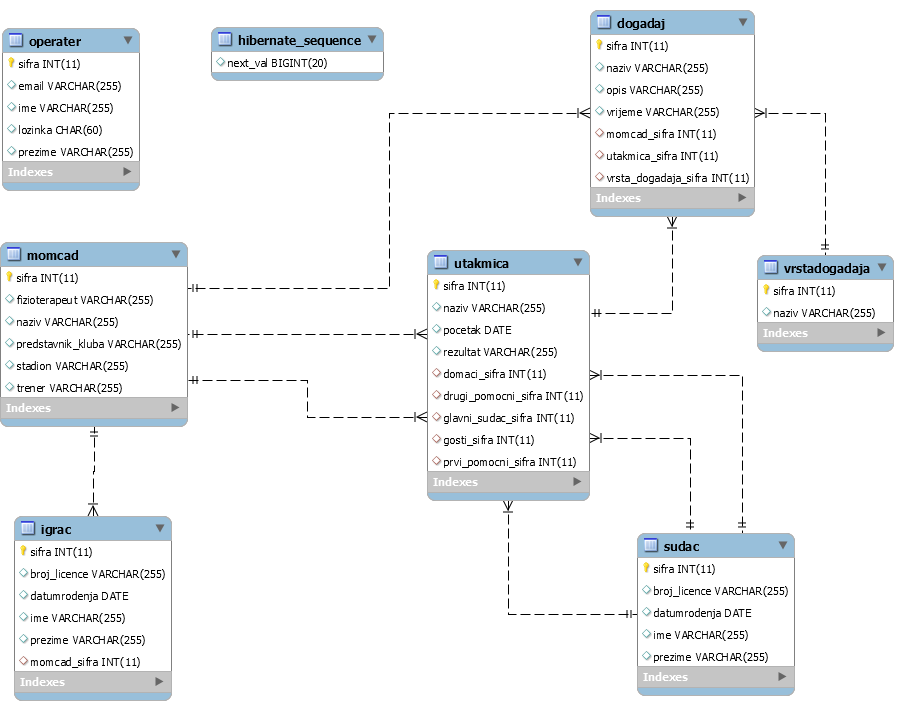 operater
sifra INT(11)
email VARCHAR(255)
ime VARCHAR(255)
lozinka CHAR(60)
prezime VARCHAR(255)
Indexes
hibernate_sequence
next_val BIGINT(20)
dogadaj
sifra INT(11)
naziv VARCHAR(255)
opis VARCHAR(255)
vrijeme VARCHAR(255)
momcad_sifra INT(11)
utakmica_sifra INT(11)
vrsta_dogadaja_sifra INT(11)
Indexes
momcad
sifra INT(11)
fizioterapeut VARCHAR(255)
naziv VARCHAR(255)
predstavnik_kluba VARCHAR(255)
stadion VARCHAR(255)
trener VARCHAR(255)
Indexes
utakmica
sifra INT(11)
naziv VARCHAR(255)
pocetak DATE
rezultat VARCHAR(255)
domaci_sifra INT(11)
drugi_pomocni_sifra INT(11)
glavni_sudac_sifra INT(11)
gosti_sifra INT(11)
prvi_pomocni_sifra INT(11)
Indexes
vrstadogadaja
sifra INT(11)
naziv VARCHAR(255)
Indexes
igrac
sifra INT(11)
broj_licence VARCHAR(255)
datumrodenja DATE
ime VARCHAR(255)
prezime VARCHAR(255)
momcad_sifra INT(11)
Indexes
sudac
sifra INT(11)
broj_licence VARCHAR(255)
datumrodenja DATE
ime VARCHAR(255)
prezime VARCHAR(255)
Indexes